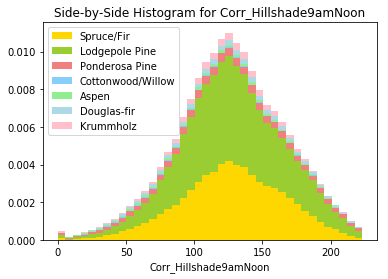 Side-by-Side Histogram for Corr_Hillshade9amNoon
0.010
0.008
0.006
0.004
0.002
0.000
Spruce/Fir
Lodgepole Pine
Ponderosa Pine
Cottonwood/Willow
Aspen
Douglas-fir
Krummholz
0 50 100 150 200
Corr_Hillshade9amNoon